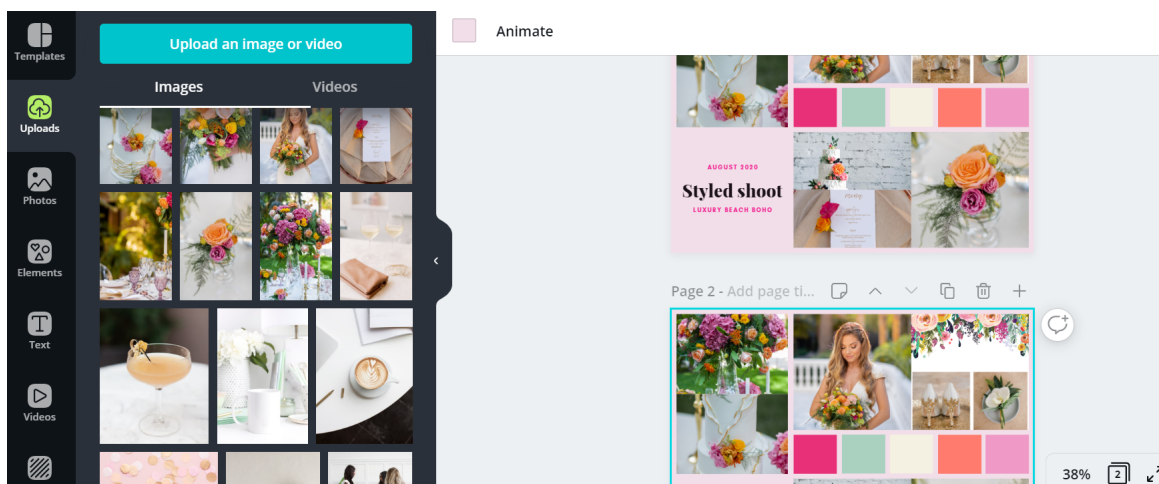 Templates
Uploads
Photos
Elements
Text
Videos
Upload an image or video
Images
Videos
Animate
AUGUST 2020
Styled shoot
LUXURY BEACH BOHO
Page 2 - Add page ti...
38%
2